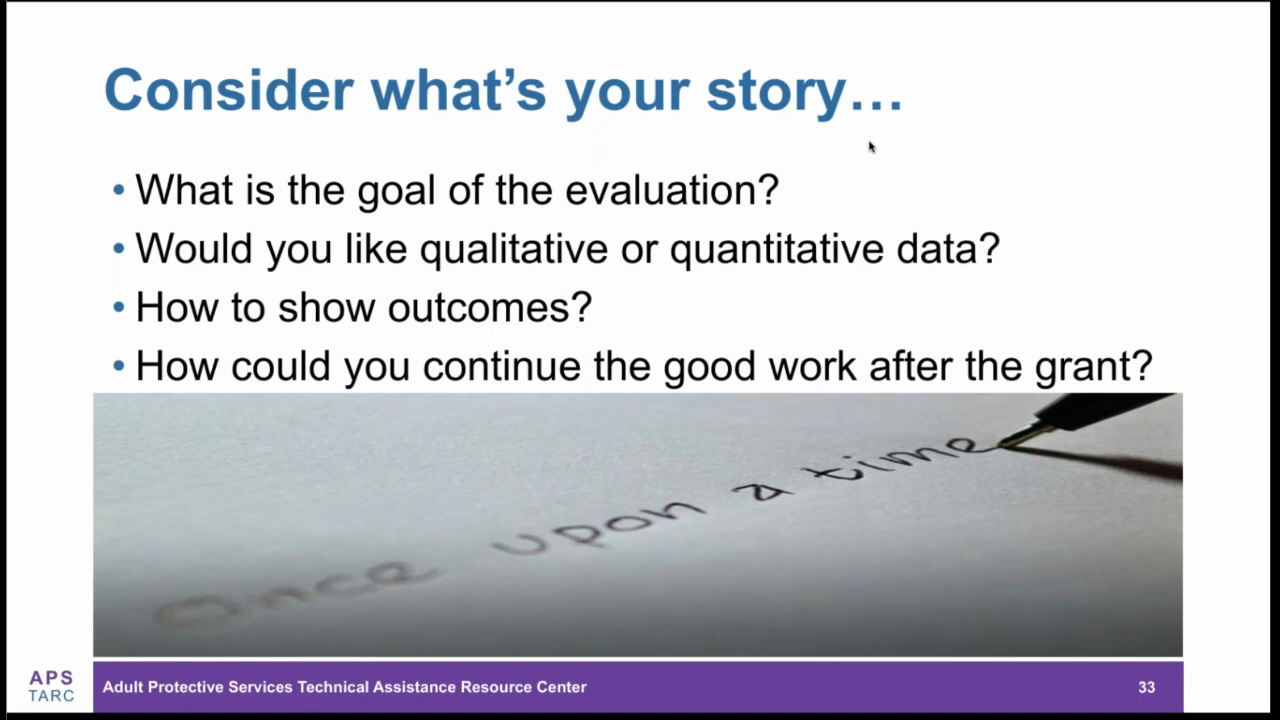 Consider what's your story…
• What is the goal of the evaluation?
• Would you like qualitative or quantitative data?
• How to show outcomes?
• How could you continue the good work after the grant?
Once upon a time
APS
TARC
Adult Protective Services Technical Assistance Resource Center
33